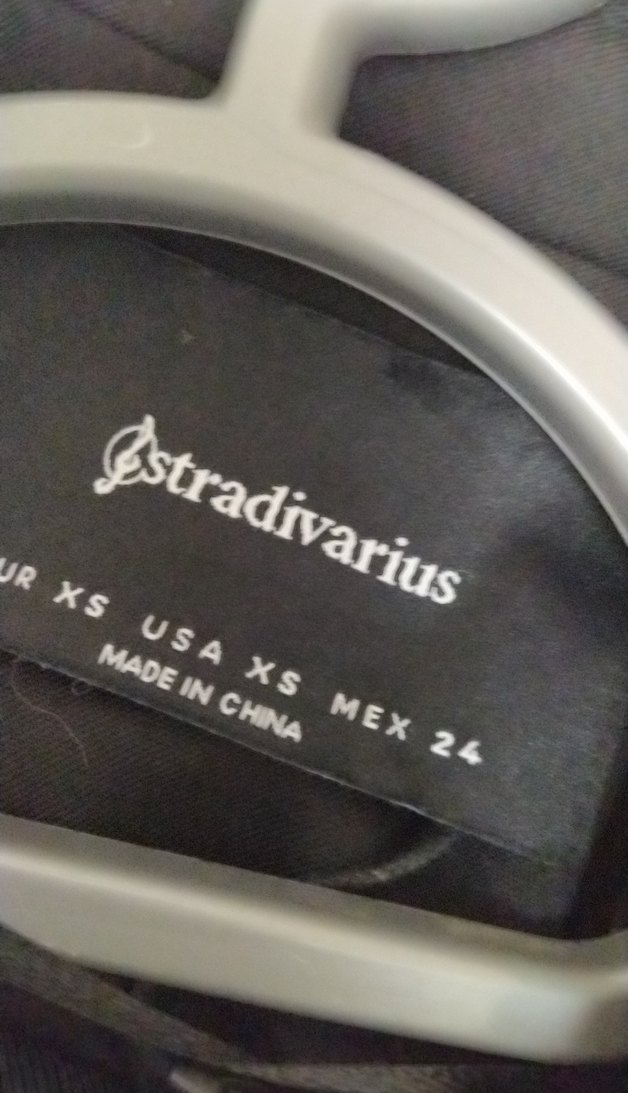 stradivarius
UR XS USA XS MEX 24
MADE IN CHINA